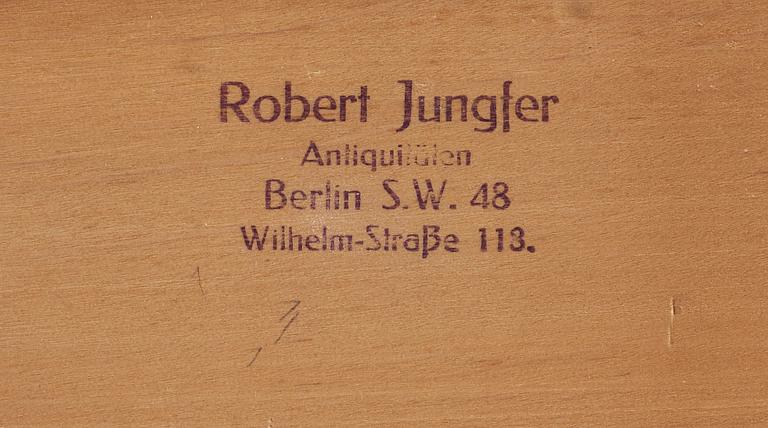 Robert Jungfer
Antiquitäten
Berlin S.W. 48
Wilhelm-Straße 113.